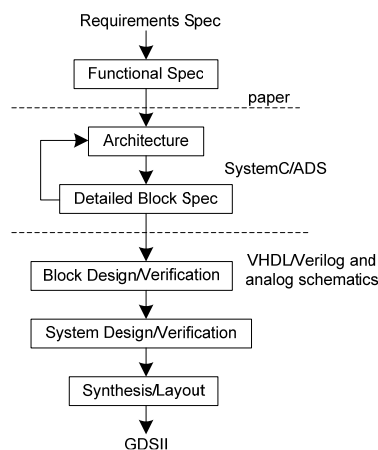 Requirements Spec
Functional Spec
paper
Architecture
SystemC/ADS
Detailed Block Spec
VHDL/Verilog and
analog schematics
Block Design/Verification
System Design/Verification
Synthesis/Layout
GDSII